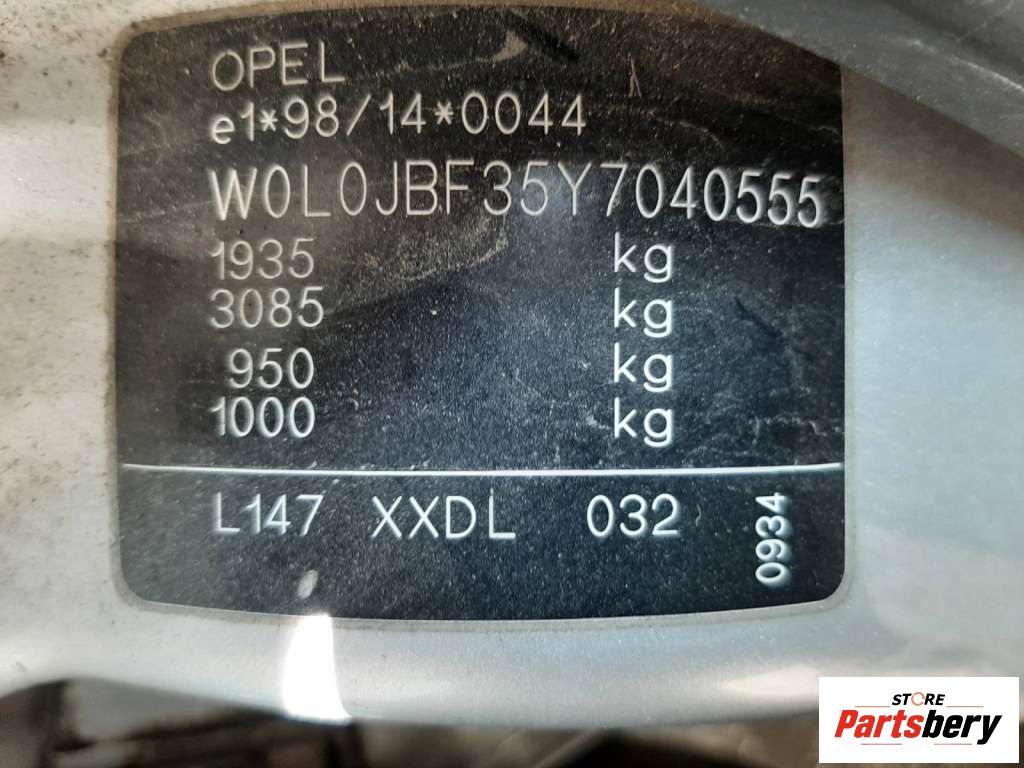 OPEL
e1*98/14*0044
W0L0JBF35Y7040555
1935 kg
3085 kg
950 kg
1000 kg
L147 XXDL 032 0934
STORE
Partsbery